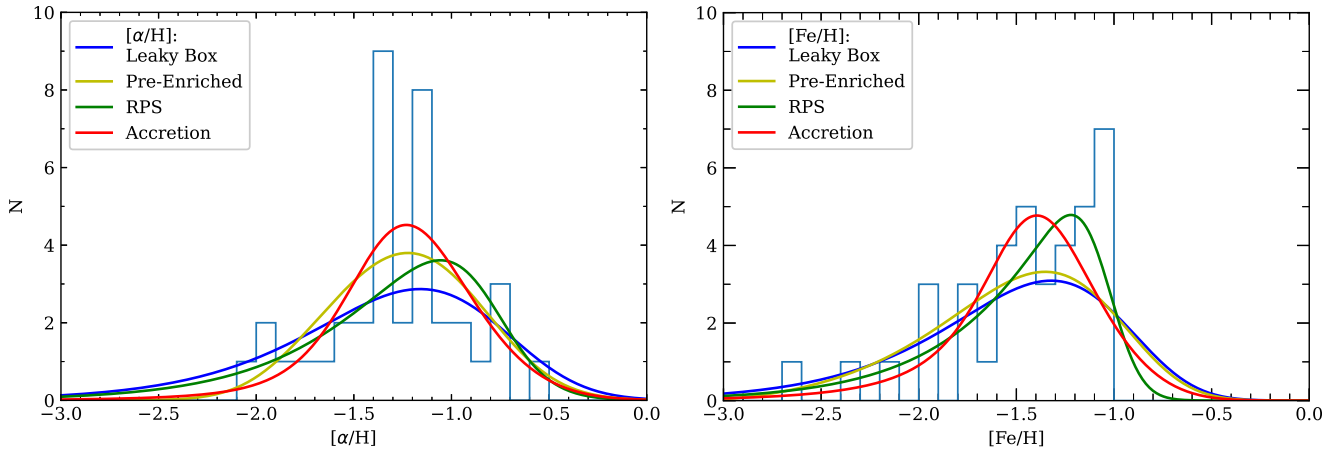 [α/H]:
Leaky Box
Pre-Enriched
RPS
Accretion
10
8
6
4
2
0
N
−3.0 −2.5 −2.0 −1.5 −1.0 −0.5 0.0
[α/H]
[Fe/H]:
Leaky Box
Pre-Enriched
RPS
Accretion
10
8
6
4
2
0
N
−3.0 −2.5 −2.0 −1.5 −1.0 −0.5 0.0
[Fe/H]